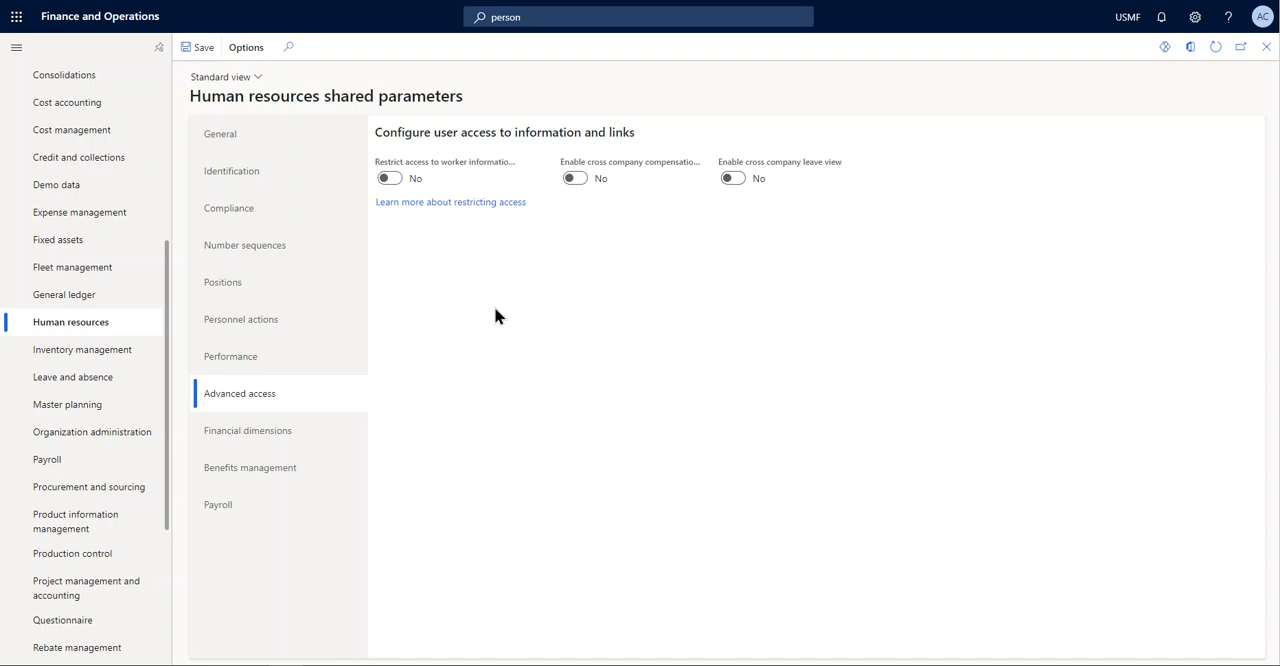 Finance and Operations
person
USMF
?
AC
Save
Options
Standard view
Human resources shared parameters
Consolidations
Cost accounting
Cost management
Credit and collections
Demo data
Expense management
Fixed assets
Fleet management
General ledger
Human resources
Inventory management
Leave and absence
Master planning
Organization administration
Payroll
Procurement and sourcing
Product information
management
Production control
Project management and
accounting
Questionnaire
Rebate management
General
Identification
Compliance
Number sequences
Positions
Personnel actions
Performance
Advanced access
Financial dimensions
Benefits management
Payroll
Configure user access to information and links
Restrict access to worker informatio...
No
Enable cross company compensatio...
No
Enable cross company leave view
No
Learn more about restricting access